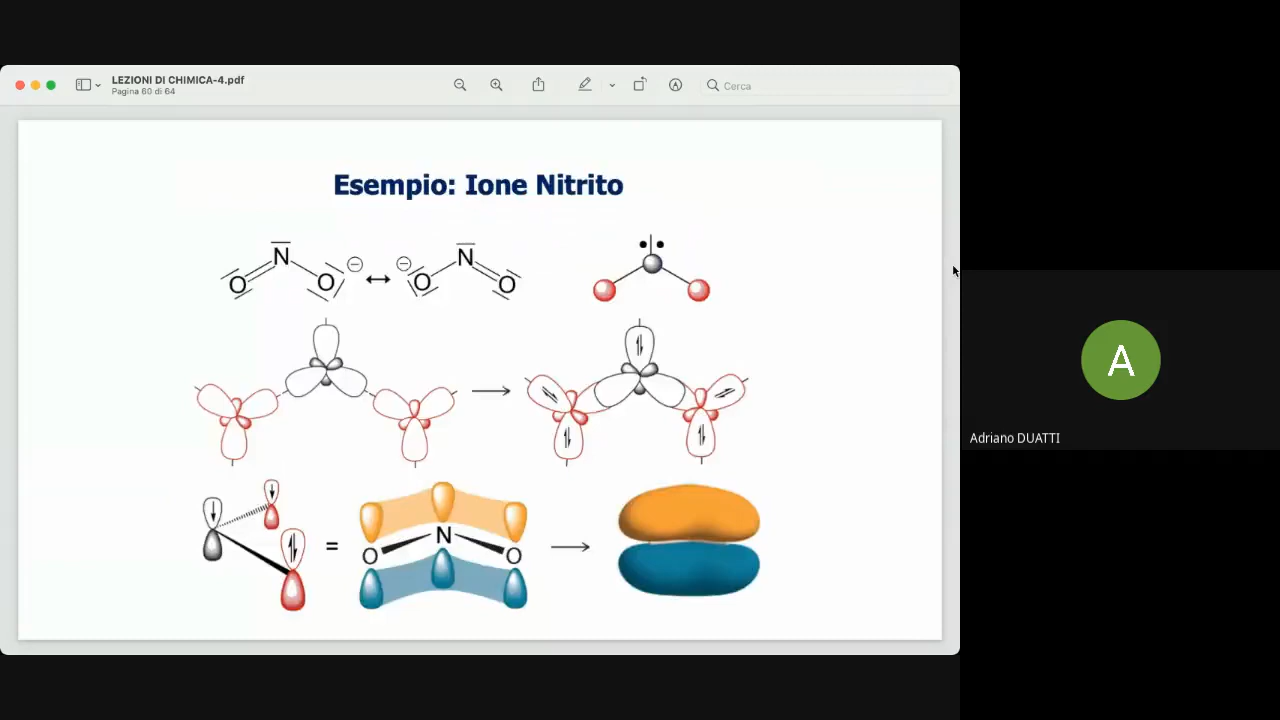 LEZIONI DI CHIMICA-4.pdf
Pagina 60 di 64
Cerca
Esempio: Ione Nitrito
N N
O O ⊖ ↔ ⊖ O O
O N O
=
A
Adriano DUATTI